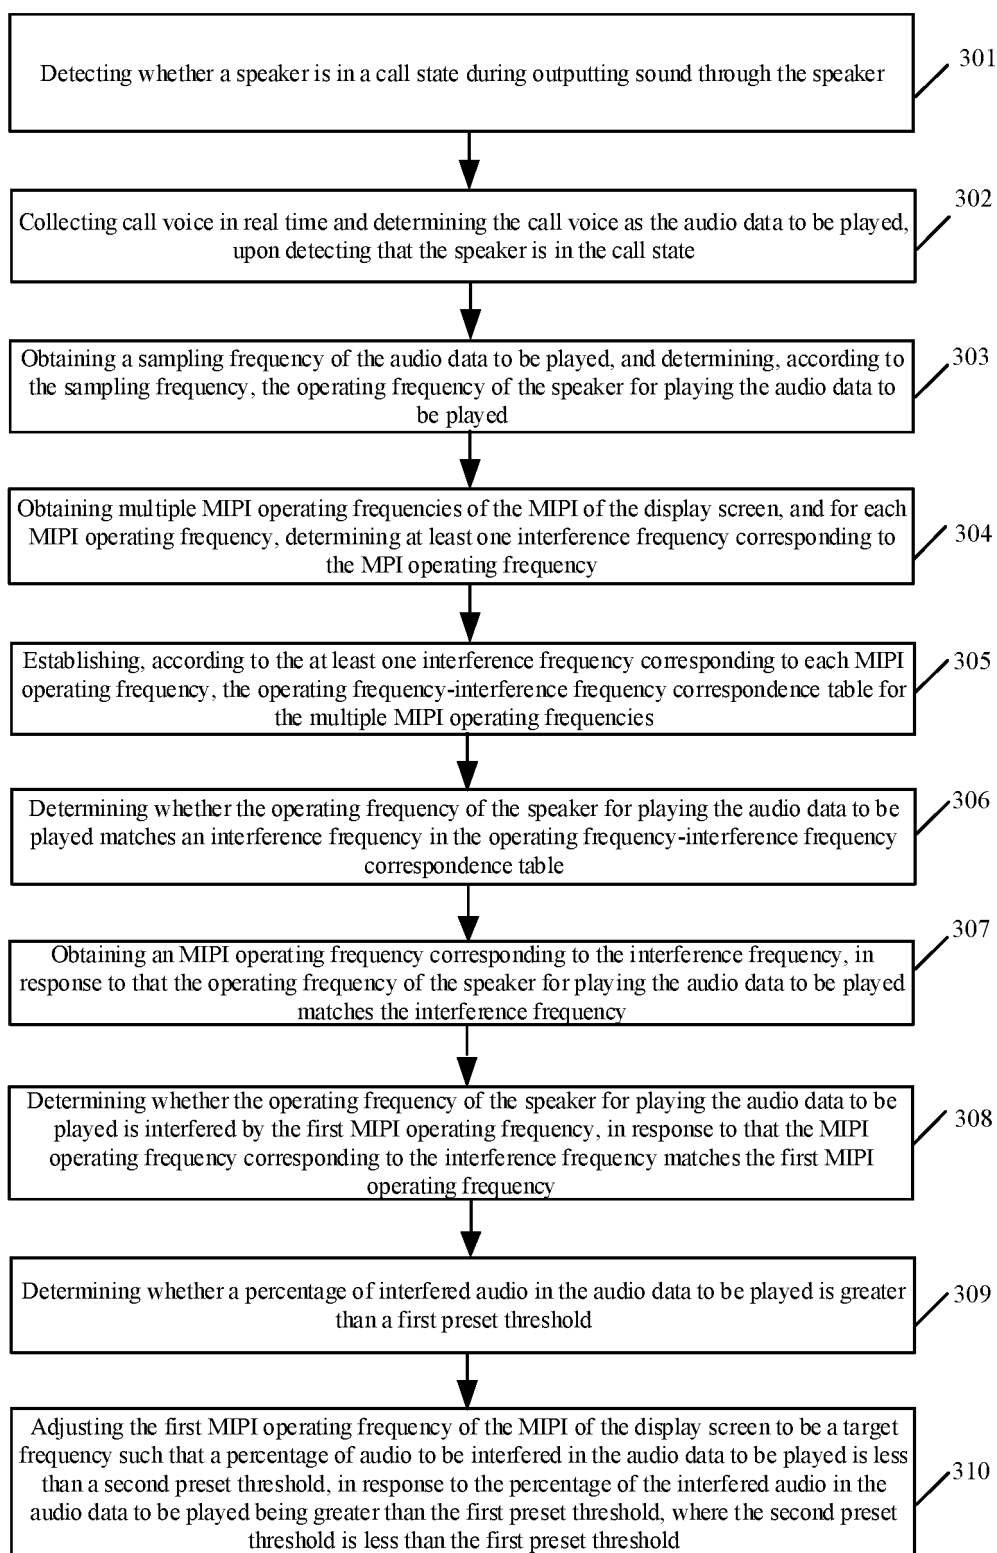 Detecting whether a speaker is in a call state during outputting sound through the speaker
301
Collecting call voice in real time and determining the call voice as the audio data to be played,
upon detecting that the speaker is in the call state
302
Obtaining a sampling frequency of the audio data to be played, and determining, according to
the sampling frequency, the operating frequency of the speaker for playing the audio data to
be played
303
Obtaining multiple MIPI operating frequencies of the MIPI of the display screen, and for each
MIPI operating frequency, determining at least one interference frequency corresponding to
the MPI operating frequency
304
Establishing, according to the at least one interference frequency corresponding to each MIPI
operating frequency, the operating frequency-interference frequency correspondence table for
the multiple MIPI operating frequencies
305
Determining whether the operating frequency of the speaker for playing the audio data to be
played matches an interference frequency in the operating frequency-interference frequency
correspondence table
306
Obtaining an MIPI operating frequency corresponding to the interference frequency, in
response to that the operating frequency of the speaker for playing the audio data to be played
matches the interference frequency
307
Determining whether the operating frequency of the speaker for playing the audio data to be
played is interfered by the first MIPI operating frequency, in response to that the MIPI
operating frequency corresponding to the interference frequency matches the first MIPI
operating frequency
308
Determining whether a percentage of interfered audio in the audio data to be played is greater
than a first preset threshold
309
Adjusting the first MIPI operating frequency of the MIPI of the display screen to be a target
frequency such that a percentage of audio to be interfered in the audio data to be played is less
than a second preset threshold, in response to the percentage of the interfered audio in the
audio data to be played being greater than the first preset threshold, where the second preset
threshold is less than the first preset threshold
310